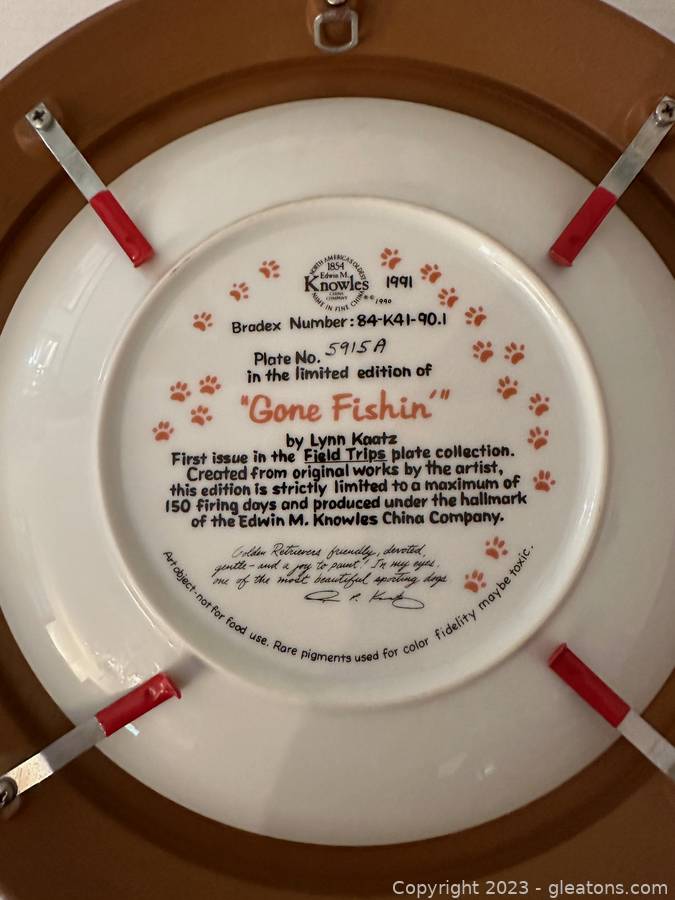 NORTH AMERICA'S OLDEST
1854
Edwin M.
Knowles
CHINA
COMPANY
NAME IN FINE CHINA
®© 1990
1991
Bradex Number: 84-K41-90.1
Plate No. 5915A
in the limited edition of
"Gone Fishin'"
by Lynn Kaatz
First issue in the Field Trips plate collection.
Created from original works by the artist,
this edition is strictly limited to a maximum of
150 firing days and produced under the hallmark
of the Edwin M. Knowles China Company.
Golden Retrievers friendly, devoted,
gentle - and a joy to paint! In my eyes,
one of the most beautiful sporting dogs
Art object-not for food use. Rare pigments used for color fidelity maybe toxic.
Copyright 2023 - gleatons.com